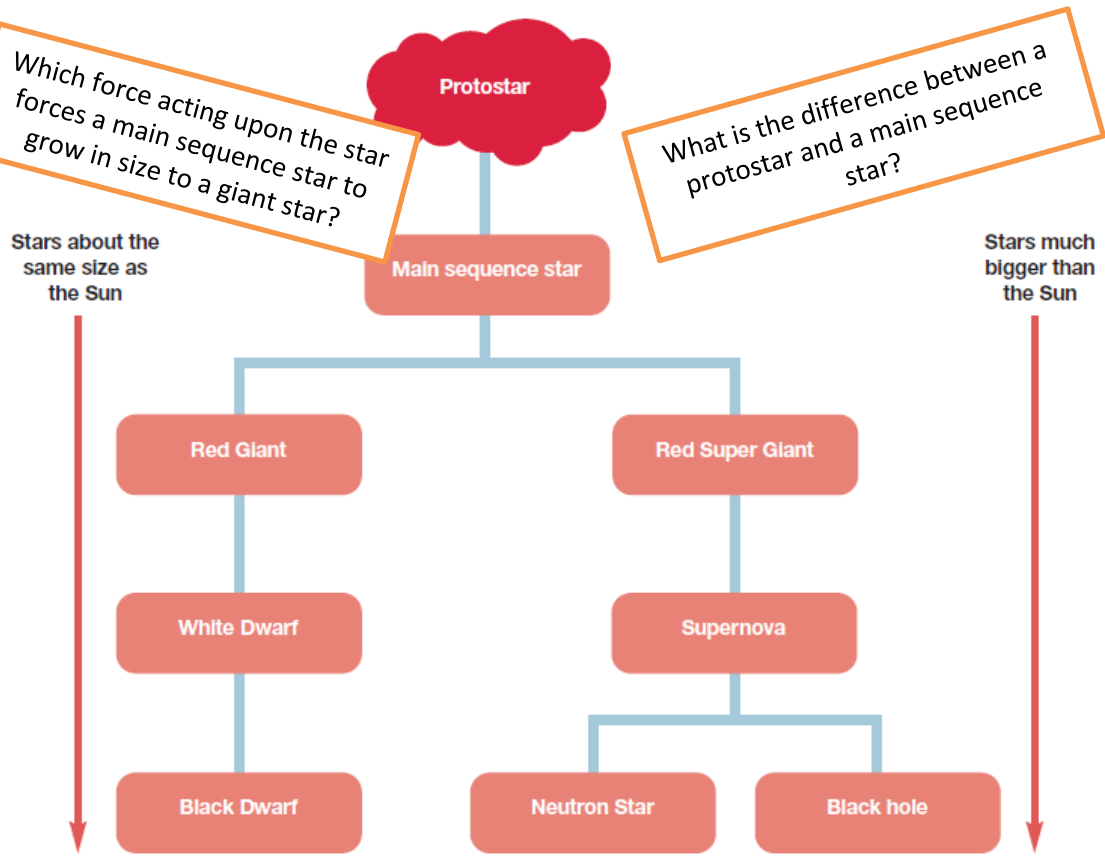 Protostar
Which force acting upon the star
forces a main sequence star to
grow in size to a giant star?
What is the difference between a
protostar and a main sequence
star?
Stars about the
same size as
the Sun
Main sequence star
Stars much
bigger than
the Sun
Red Giant
Red Super Giant
White Dwarf
Supernova
Black Dwarf
Neutron Star
Black hole